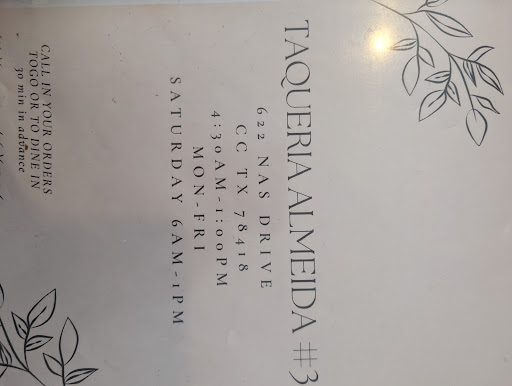 TAQUERIA ALMEIDA #3
622 NAS DRIVE
CC TX 78418
4:30AM-1:00PM
MON-FRI
SATURDAY 6AM-1PM
CALL IN YOUR ORDERS
TOGO OR TO DINE IN
30 min in advance